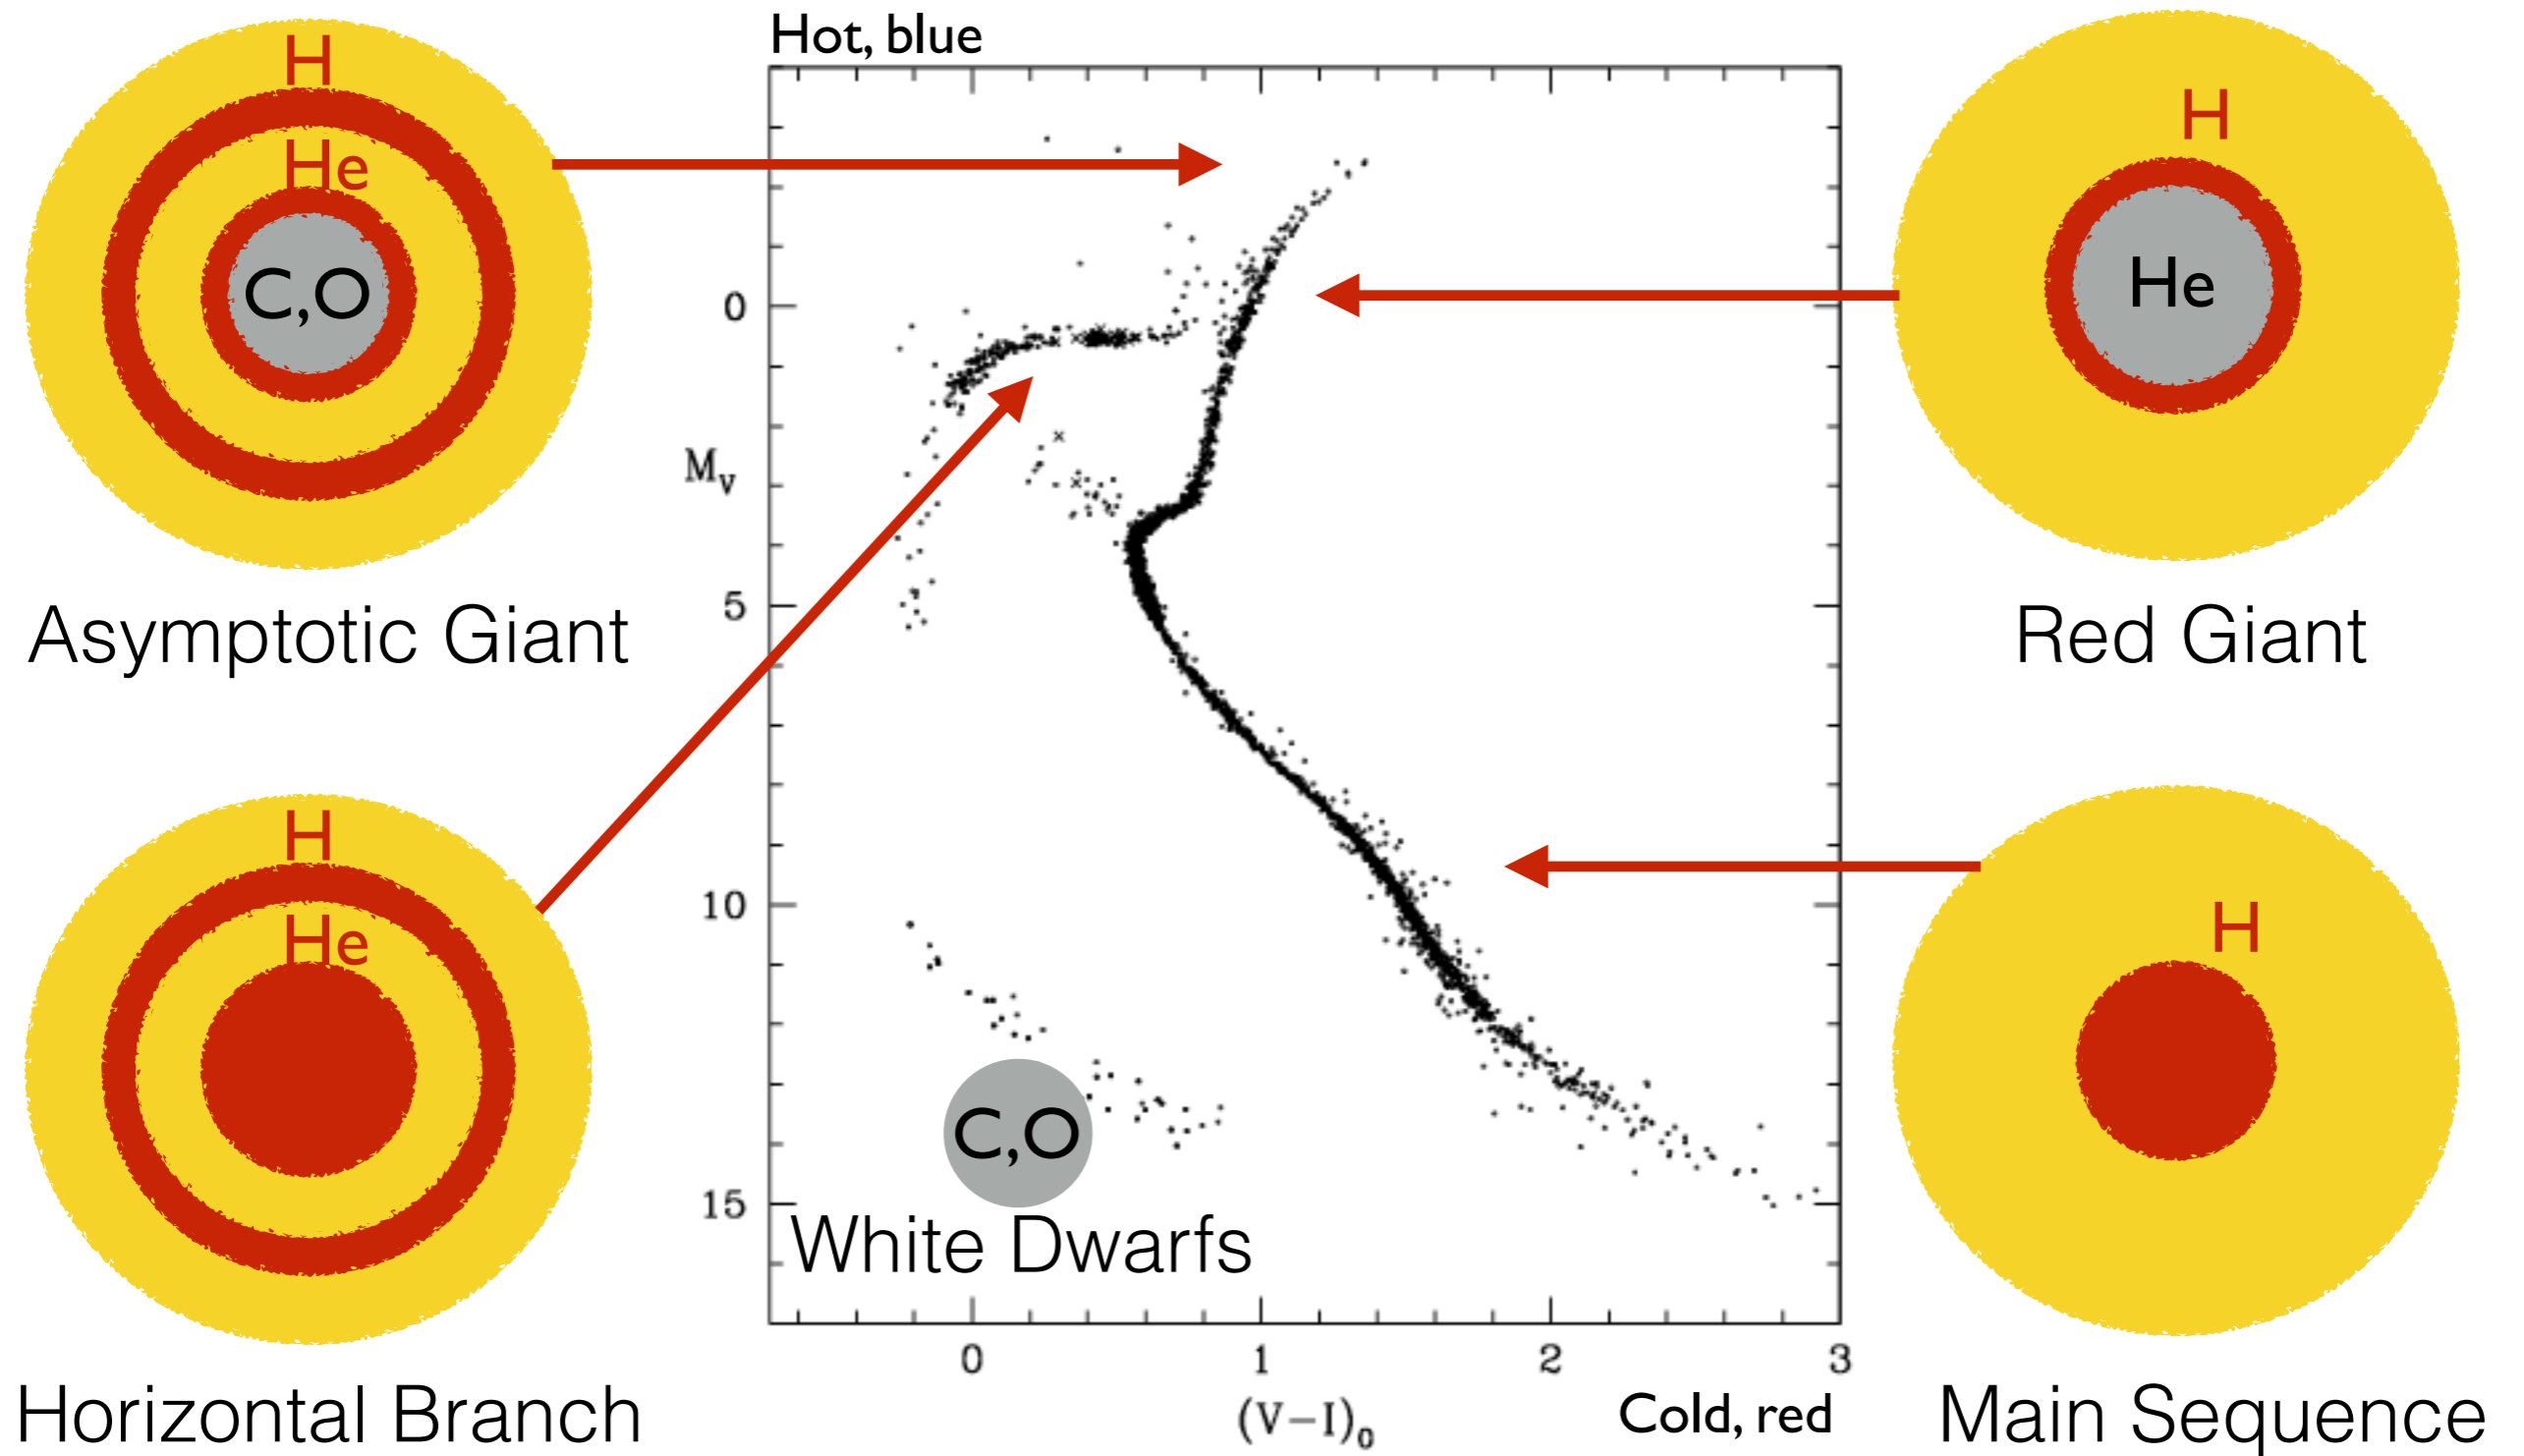 Hot, blue
H
He
C,O
Asymptotic Giant
H
He
Red Giant
H
He
Horizontal Branch
H
Main Sequence
M_V
0
5
10
15
C,O
White Dwarfs
0
1
2
3
(V−I)₀
Cold, red